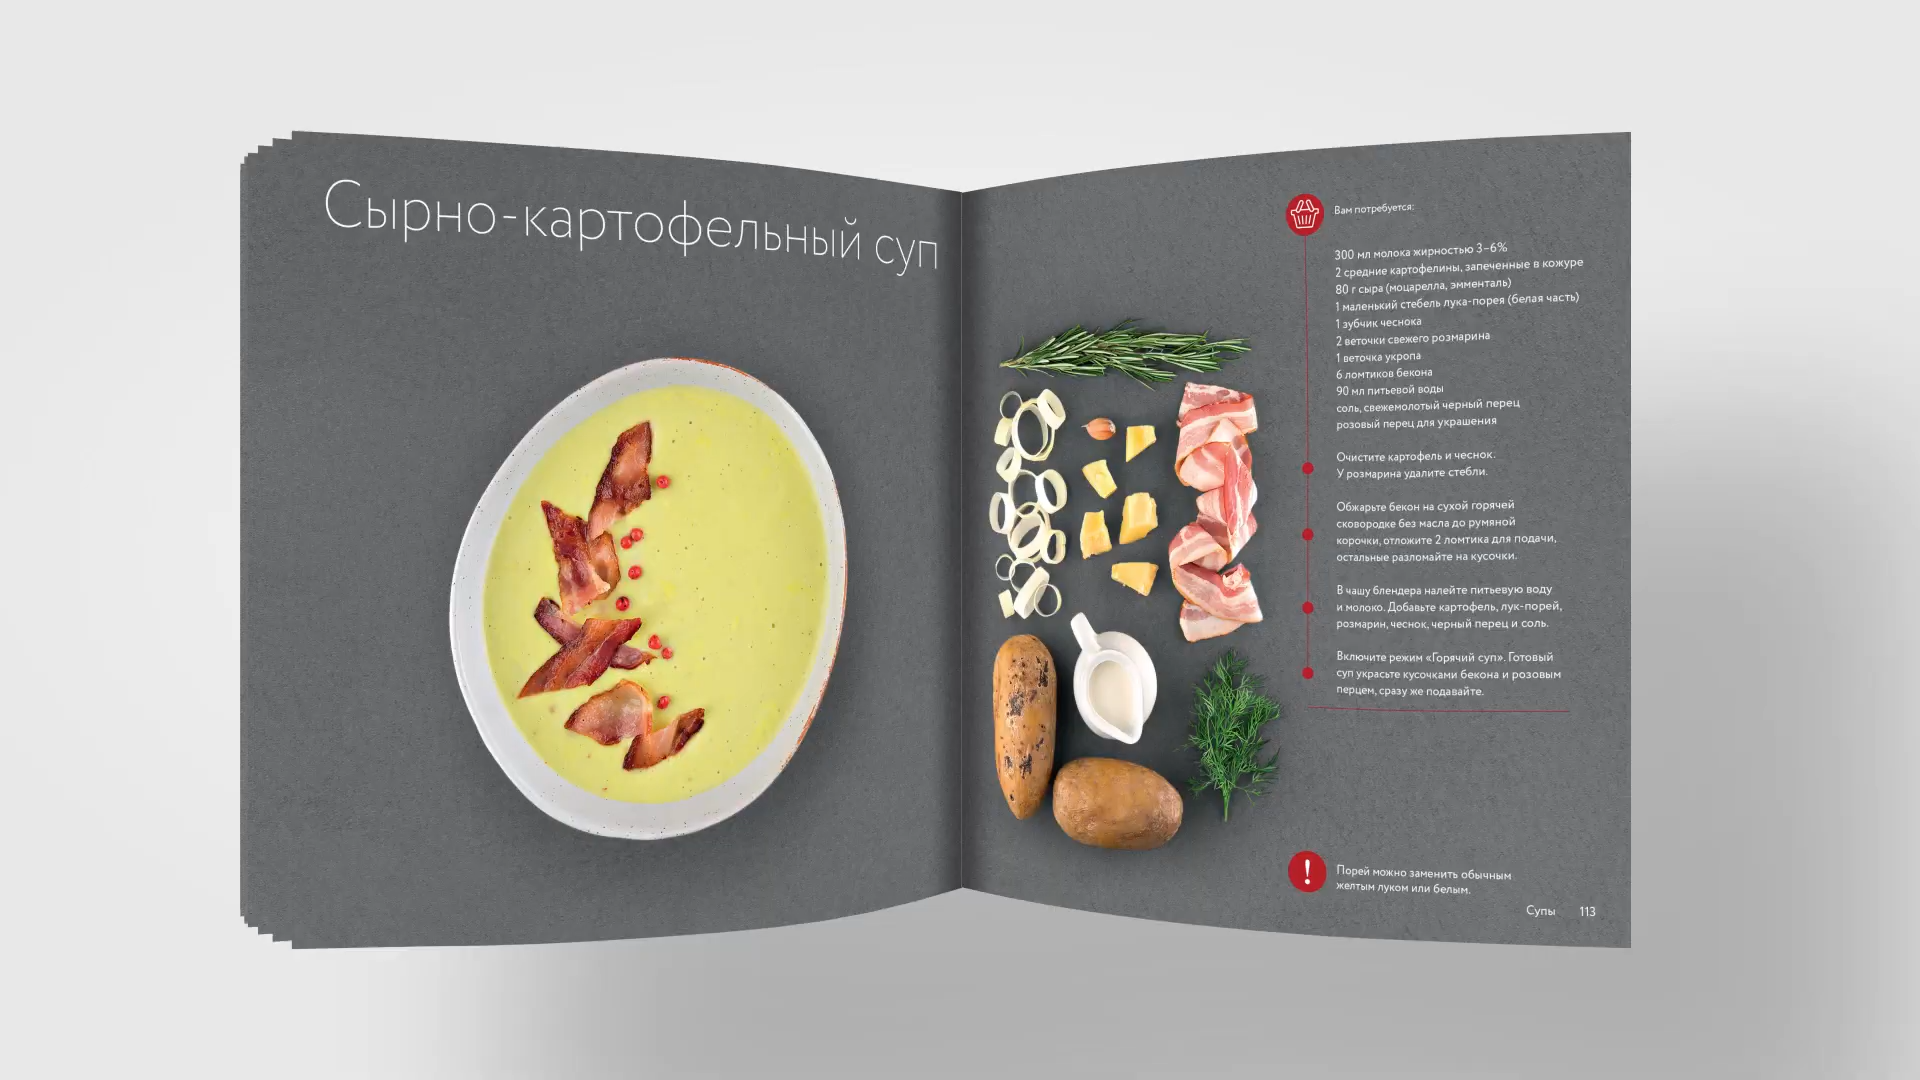 Сырно-картофельный суп
Вам потребуется:
300 мл молока жирностью 3–6%
2 средние картофелины, запеченные в кожуре
80 г сыра (моцарелла, эмменталь)
1 маленький стебель лука-порея (белая часть)
1 зубчик чеснока
2 веточки свежего розмарина
1 веточка укропа
6 ломтиков бекона
90 мл питьевой воды
соль, свежемолотый черный перец
розовый перец для украшения
Очистите картофель и чеснок.
У розмарина удалите стебли.
Обжарьте бекон на сухой горячей
сковородке без масла до румяной
корочки, отложите 2 ломтика для подачи,
остальные разломайте на кусочки.
В чашу блендера налейте питьевую воду
и молоко. Добавьте картофель, лук-порей,
розмарин, чеснок, черный перец и соль.
Включите режим «Горячий суп». Готовый
суп украсьте кусочками бекона и розовым
перцем, сразу же подавайте.
!
Порей можно заменить обычным
желтым луком или белым.
Супы 113